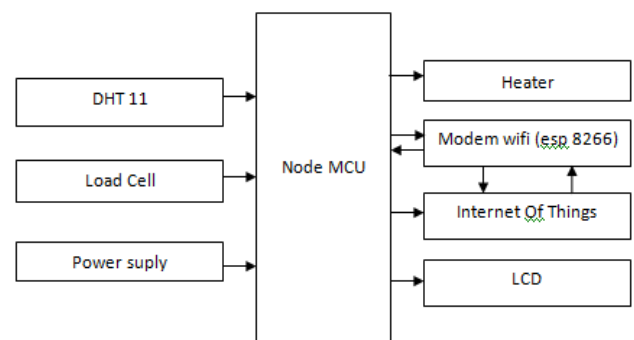 DHT 11
Load Cell
Power suply
Node MCU
Heater
Modem wifi (esp 8266)
Internet Of Things
LCD